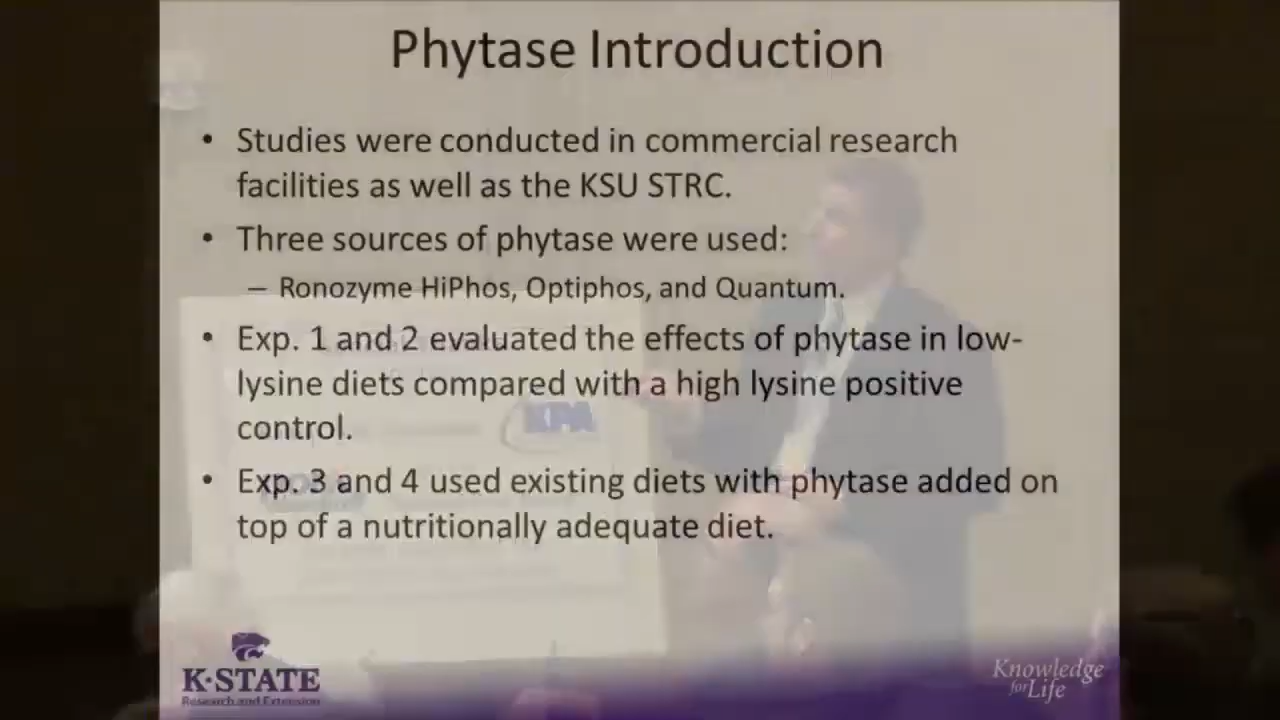 Phytase Introduction
• Studies were conducted in commercial research
facilities as well as the KSU STRC.
• Three sources of phytase were used:
– Ronozyme HiPhos, Optiphos, and Quantum.
• Exp. 1 and 2 evaluated the effects of phytase in low-
lysine diets compared with a high lysine positive
control.
KPA
• Exp. 3 and 4 used existing diets with phytase added on
top of a nutritionally adequate diet.
K-STATE
Research and Extension
Knowledge
for Life